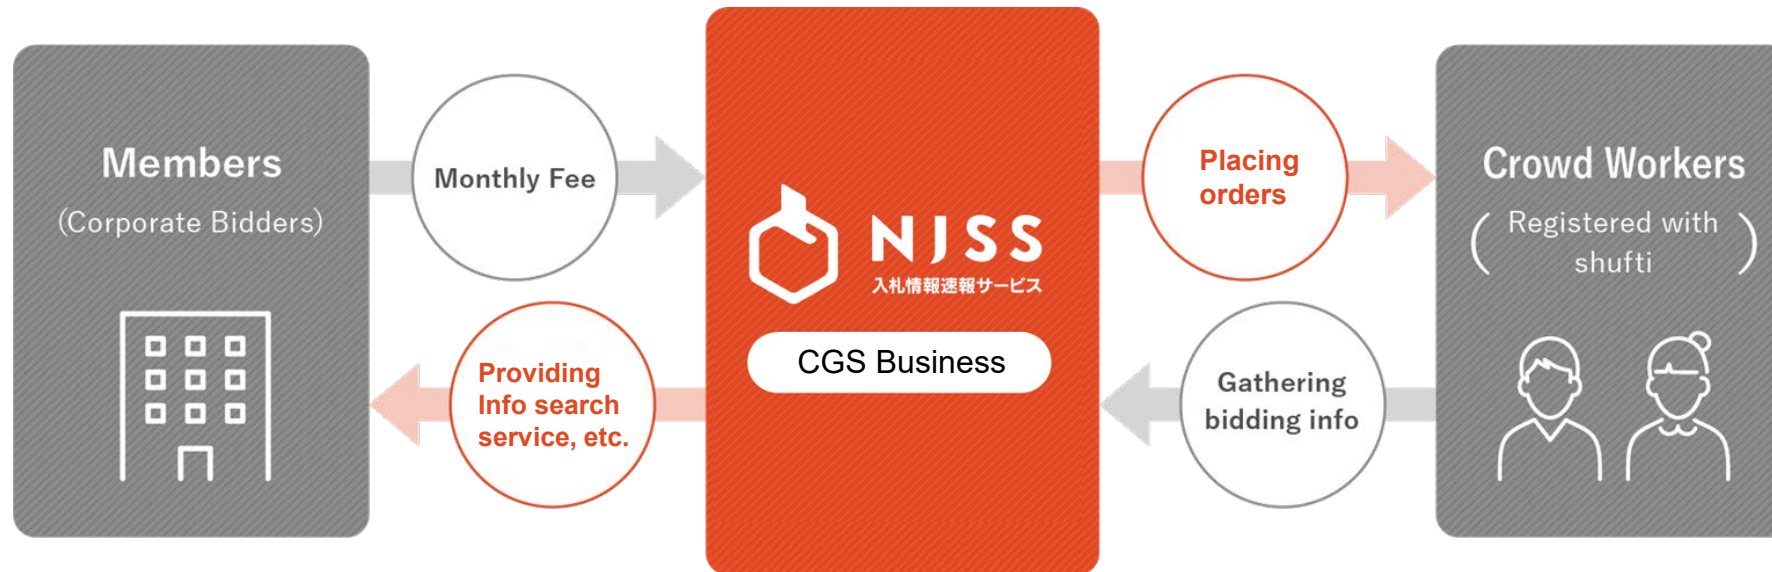 Members
(Corporate Bidders)
Monthly Fee
Providing
Info search
service, etc.
NJSS
入札情報速報サービス
CGS Business
Placing
orders
Gathering
bidding info
Crowd Workers
(Registered with
shufti)